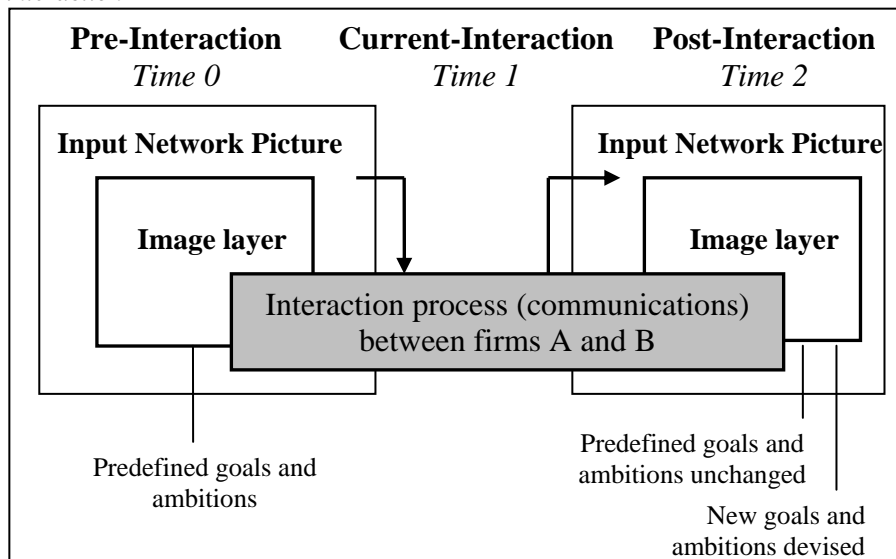 Pre-Interaction
Current-Interaction
Post-Interaction
Time 0
Time 1
Time 2
Input Network Picture
Input Network Picture
Image layer
Image layer
Interaction process (communications)
between firms A and B
Predefined goals and
ambitions
Predefined goals and
ambitions unchanged
New goals and
ambitions devised